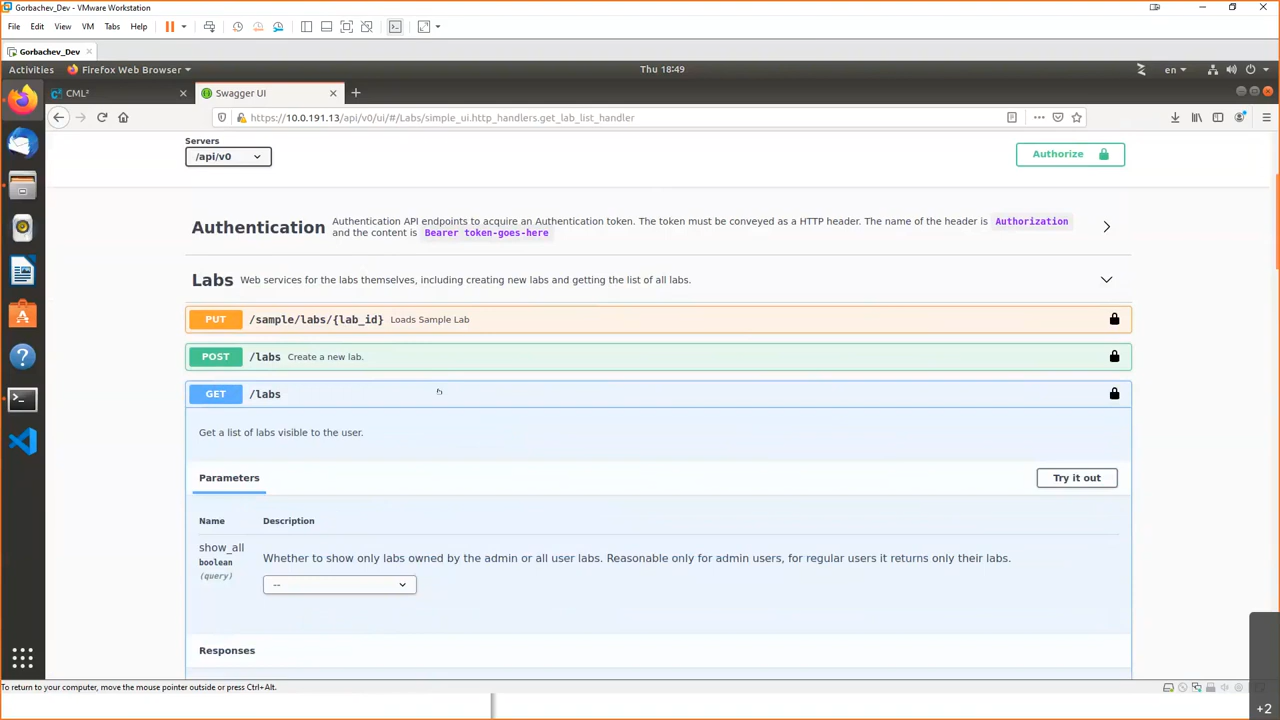 Gorbachev_Dev - VMware Workstation
File Edit View VM Tabs Help
Gorbachev_Dev
Activities Firefox Web Browser Thu 18:49 en
CML² Swagger UI
https://10.0.191.13/api/v0/ui/#/Labs/simple_ui.http_handlers.get_lab_list_handler
Servers
/api/v0
Authorize
Authentication Authentication API endpoints to acquire an Authentication token. The token must be conveyed as a HTTP header. The name of the header is Authorization
and the content is Bearer token-goes-here
Labs Web services for the labs themselves, including creating new labs and getting the list of all labs.
PUT /sample/labs/{lab_id} Loads Sample Lab
POST /labs Create a new lab.
GET /labs
Get a list of labs visible to the user.
Parameters Try it out
Name Description
show_all
boolean
(query)
Whether to show only labs owned by the admin or all user labs. Reasonable only for admin users, for regular users it returns only their labs.
--
Responses
To return to your computer, move the mouse pointer outside or press Ctrl+Alt.
+2